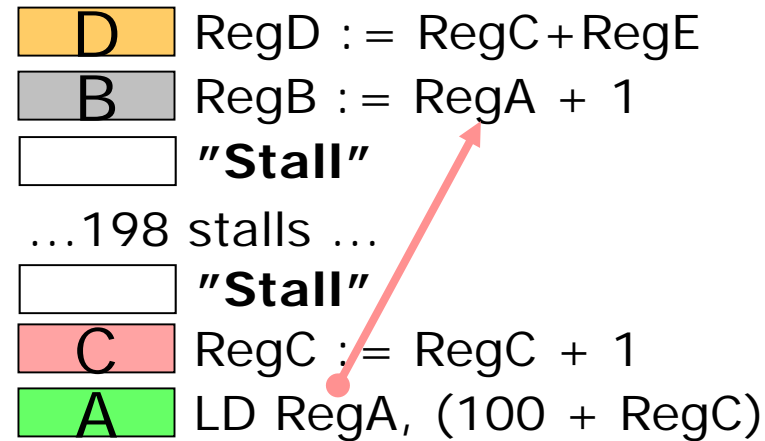 D RegD := RegC+RegE
B RegB := RegA + 1
"Stall"
...198 stalls ...
"Stall"
C RegC := RegC + 1
A LD RegA, (100 + RegC)